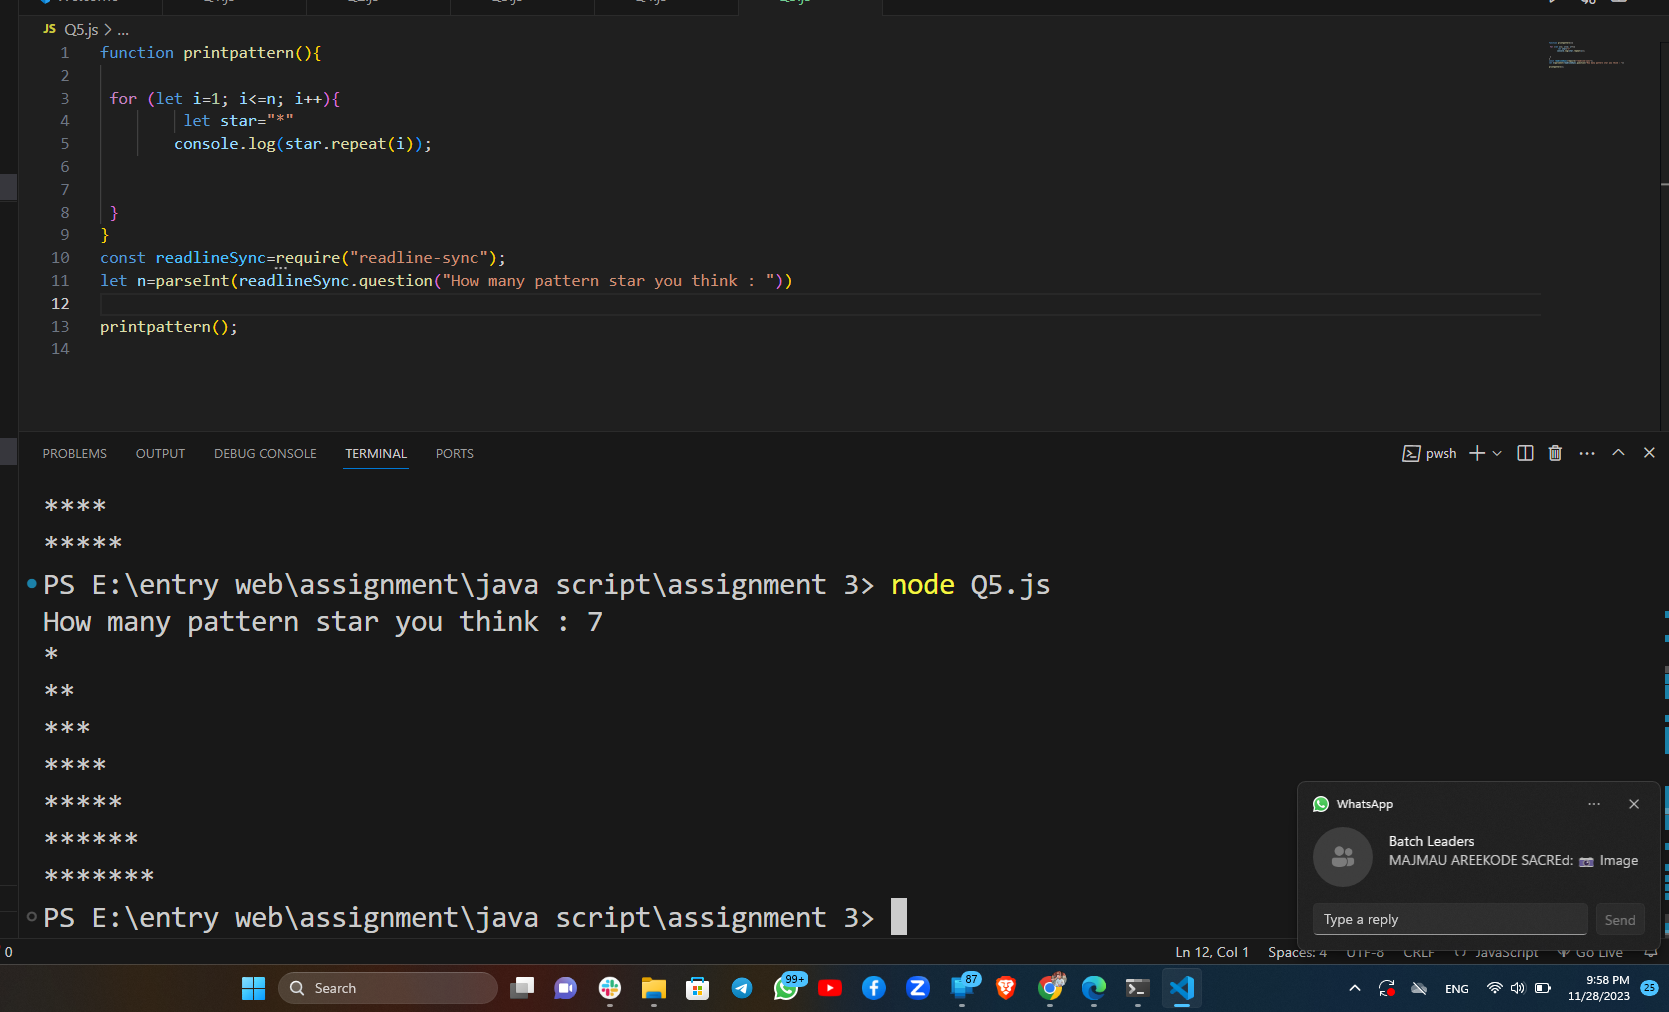 JS Q5.js > ...
1 function printpattern(){
2
3 for (let i=1; i<=n; i++){
4 let star="*"
5 console.log(star.repeat(i));
6
7
8 }
9 }
10 const readlineSync=require("readline-sync");
11 let n=parseInt(readlineSync.question("How many pattern star you think : "))
12
13 printpattern();
14
PROBLEMS OUTPUT DEBUG CONSOLE TERMINAL PORTS pwsh
****
*****
PS E:\entry web\assignment\java script\assignment 3> node Q5.js
How many pattern star you think : 7
*
**
***
****
*****
******
*******
PS E:\entry web\assignment\java script\assignment 3>
WhatsApp
Batch Leaders
MAJMAU AREEKODE SACREd: 📷 Image
Type a reply Send
0 Ln 12, Col 1 Spaces: 4 UTF-8 CRLF JavaScript Go Live
Search 99+ 87 ENG 9:58 PM
11/28/2023 25